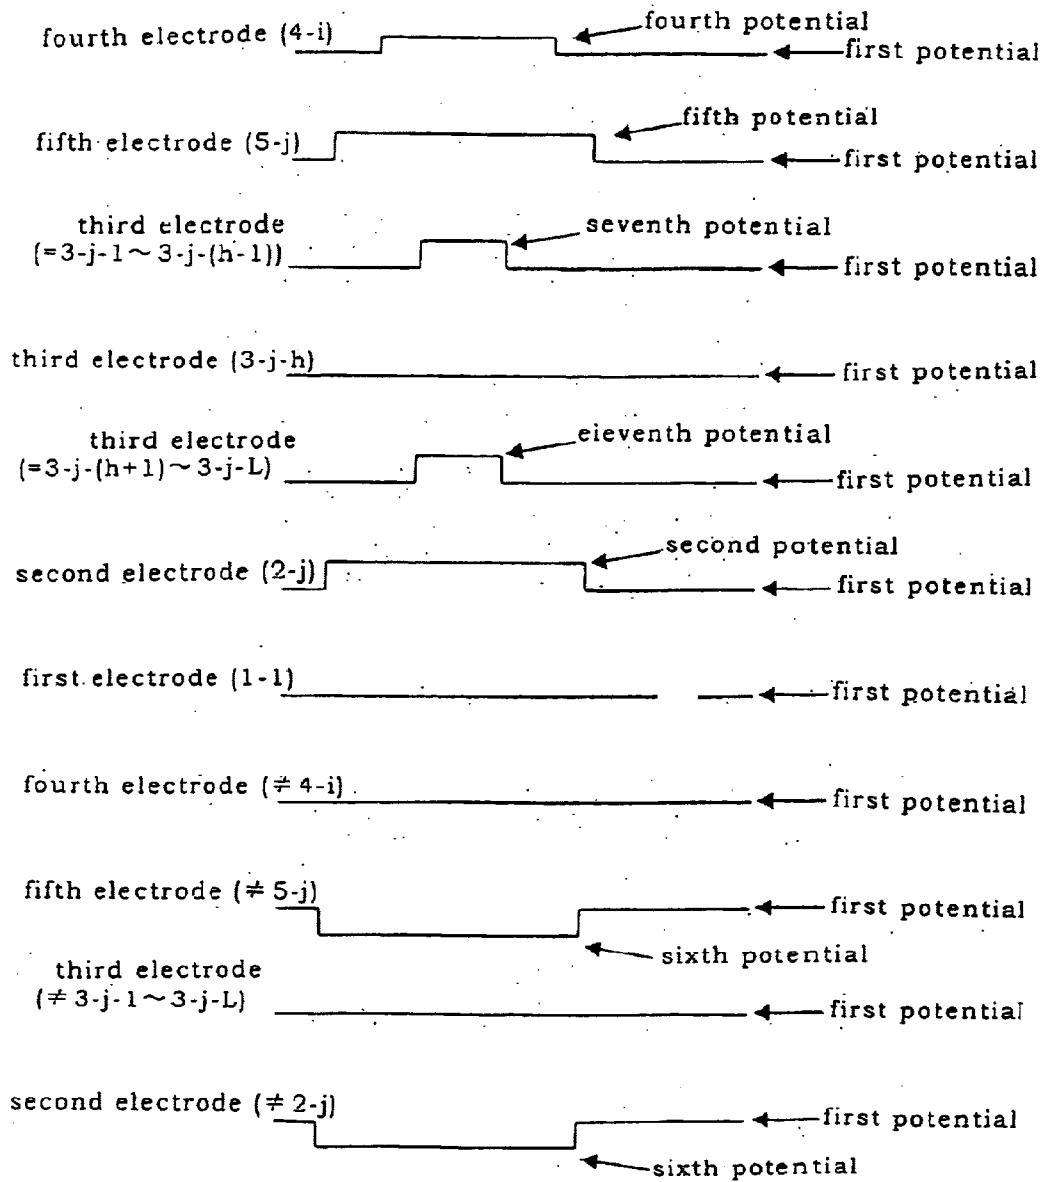 fourth electrode (4-i)
fourth potential
first potential
fifth electrode (5-j)
fifth potential
first potential
third electrode
(=3-j-1～3-j-(h-1))
seventh potential
first potential
third electrode (3-j-h)
first potential
third electrode
(=3-j-(h+1)～3-j-L)
eleventh potential
first potential
second electrode (2-j)
second potential
first potential
first electrode (1-1)
first potential
fourth electrode (≠ 4-i)
first potential
fifth electrode (≠ 5-j)
first potential
sixth potential
third electrode
(≠ 3-j-1～3-j-L)
first potential
second electrode (≠ 2-j)
first potential
sixth potential